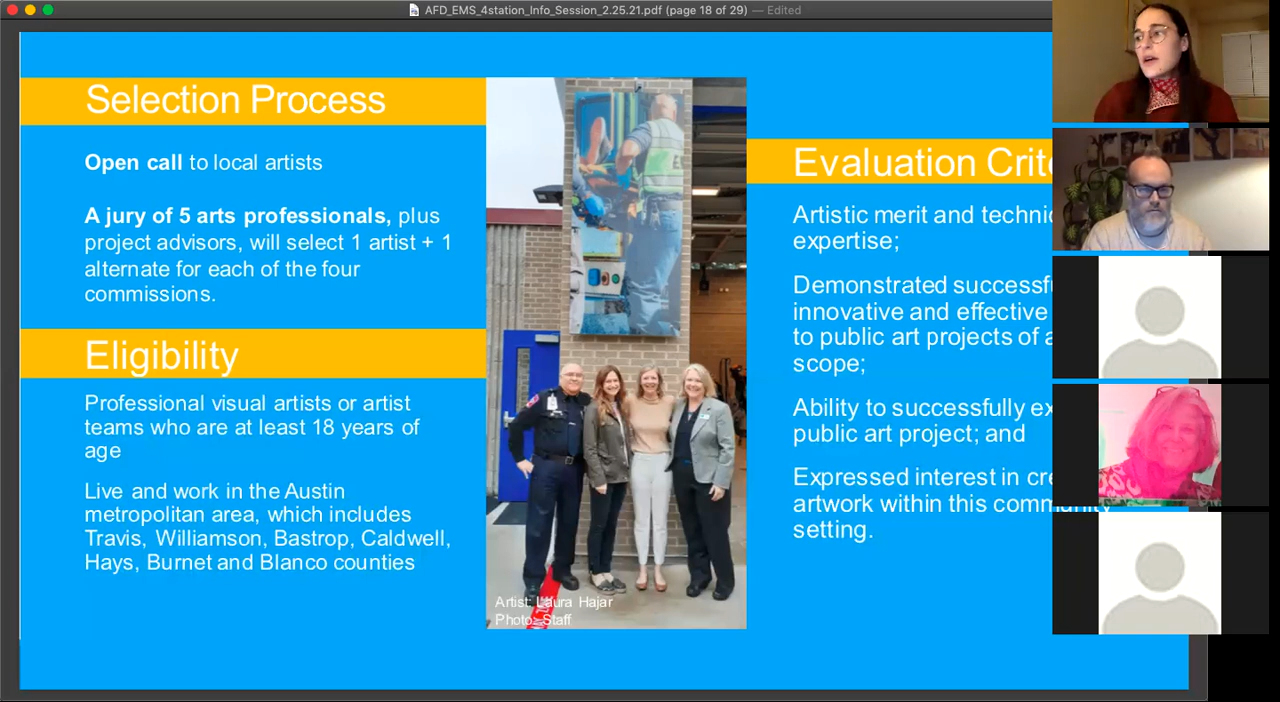 AFD_EMS_4station_Info_Session_2.25.21.pdf (page 18 of 29) — Edited
Selection Process
Open call to local artists
A jury of 5 arts professionals, plus
project advisors, will select 1 artist + 1
alternate for each of the four
commissions.
Eligibility
Professional visual artists or artist
teams who are at least 18 years of
age
Live and work in the Austin
metropolitan area, which includes
Travis, Williamson, Bastrop, Caldwell,
Hays, Burnet and Blanco counties
Artist: Laura Hajar
Photo: Staff
Evaluation
Artistic merit and
expertise;
Demonstrated
innovative and effective
to public art projects of
scope;
Ability to successfully
public art project; and
Expressed interest in
artwork within this community
setting.